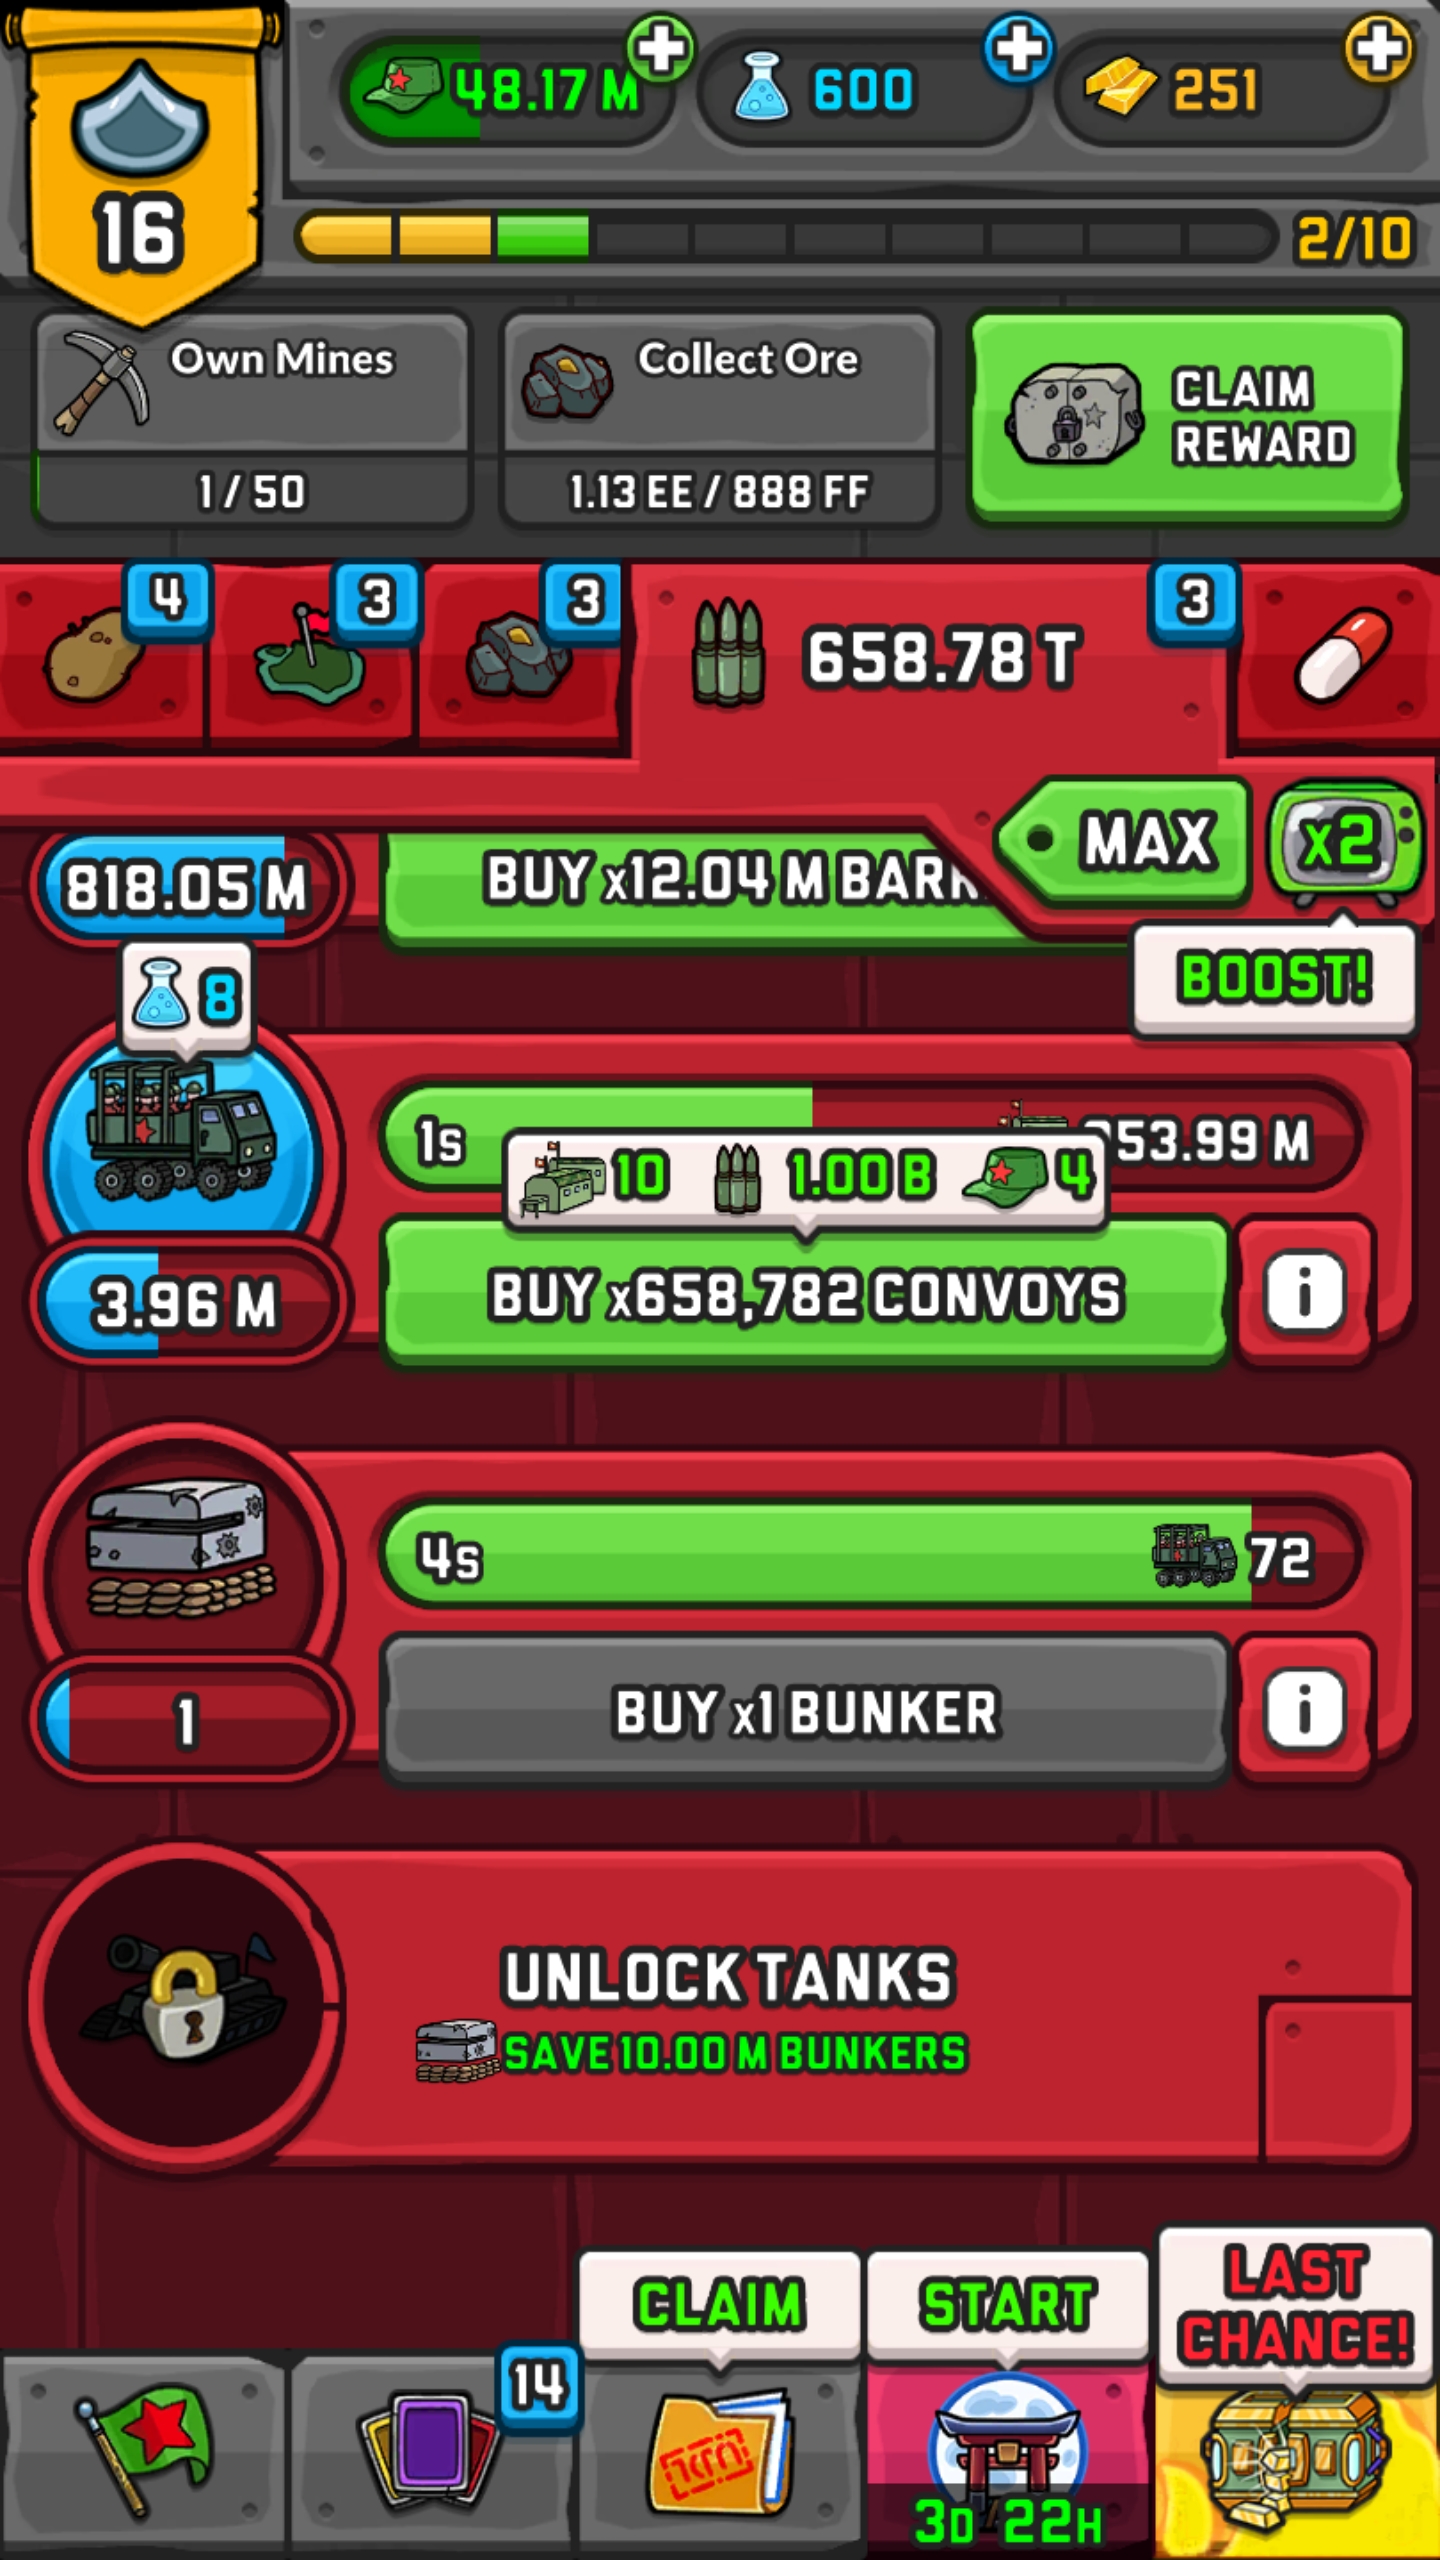 16
48.17 M
600
251
2/10
Own Mines
1 / 50
Collect Ore
1.13 EE / 888 FF
CLAIM
REWARD
4
3
3
658.78 T
3
MAX
x2
818.05 M
BUY x12.04 M
BOOST!
8
1s
53.99 M
10
1.00 B
4
3.96 M
BUY x658,782 CONVOYS
i
4s
72
1
BUY x1 BUNKER
i
UNLOCK TANKS
SAVE 10.00 M BUNKERS
CLAIM
START
LAST
CHANCE!
14
3D 22H